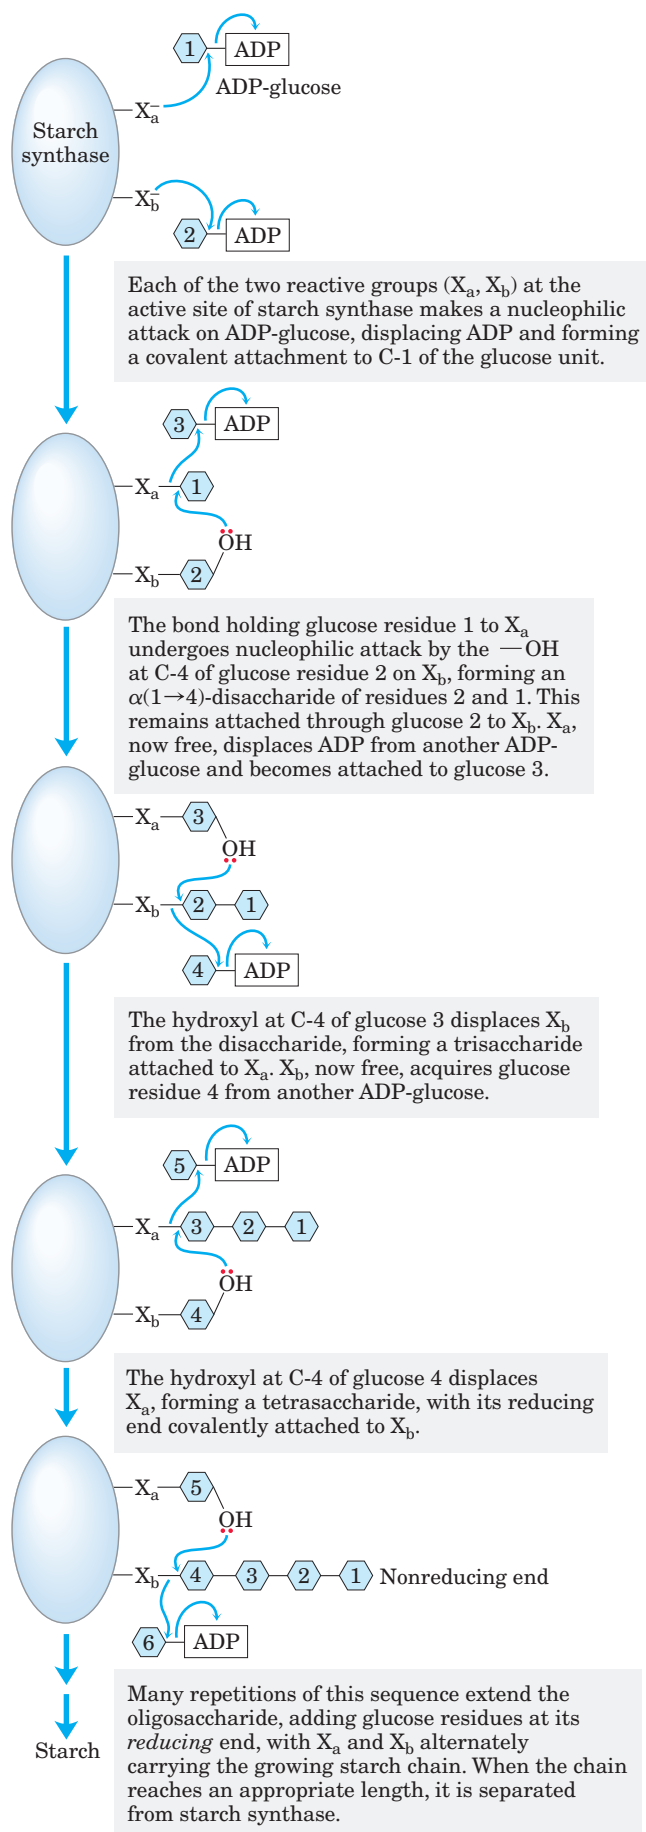 1 ADP
ADP-glucose
Xa−
Starch
synthase
Xb−
2 ADP
Each of the two reactive groups (Xa, Xb) at the
active site of starch synthase makes a nucleophilic
attack on ADP-glucose, displacing ADP and forming
a covalent attachment to C-1 of the glucose unit.
3 ADP
Xa 1
OH
Xb 2
The bond holding glucose residue 1 to Xa
undergoes nucleophilic attack by the —OH
at C-4 of glucose residue 2 on Xb, forming an
α(1→4)-disaccharide of residues 2 and 1. This
remains attached through glucose 2 to Xb. Xa,
now free, displaces ADP from another ADP-
glucose and becomes attached to glucose 3.
Xa 3
OH
Xb 2 1
4 ADP
The hydroxyl at C-4 of glucose 3 displaces Xb
from the disaccharide, forming a trisaccharide
attached to Xa. Xb, now free, acquires glucose
residue 4 from another ADP-glucose.
5 ADP
Xa 3 2 1
OH
Xb 4
The hydroxyl at C-4 of glucose 4 displaces
Xa, forming a tetrasaccharide, with its reducing
end covalently attached to Xb.
Xa 5
OH
Xb 4 3 2 1 Nonreducing end
6 ADP
Many repetitions of this sequence extend the
oligosaccharide, adding glucose residues at its
reducing end, with Xa and Xb alternately
carrying the growing starch chain. When the chain
reaches an appropriate length, it is separated
from starch synthase.
Starch